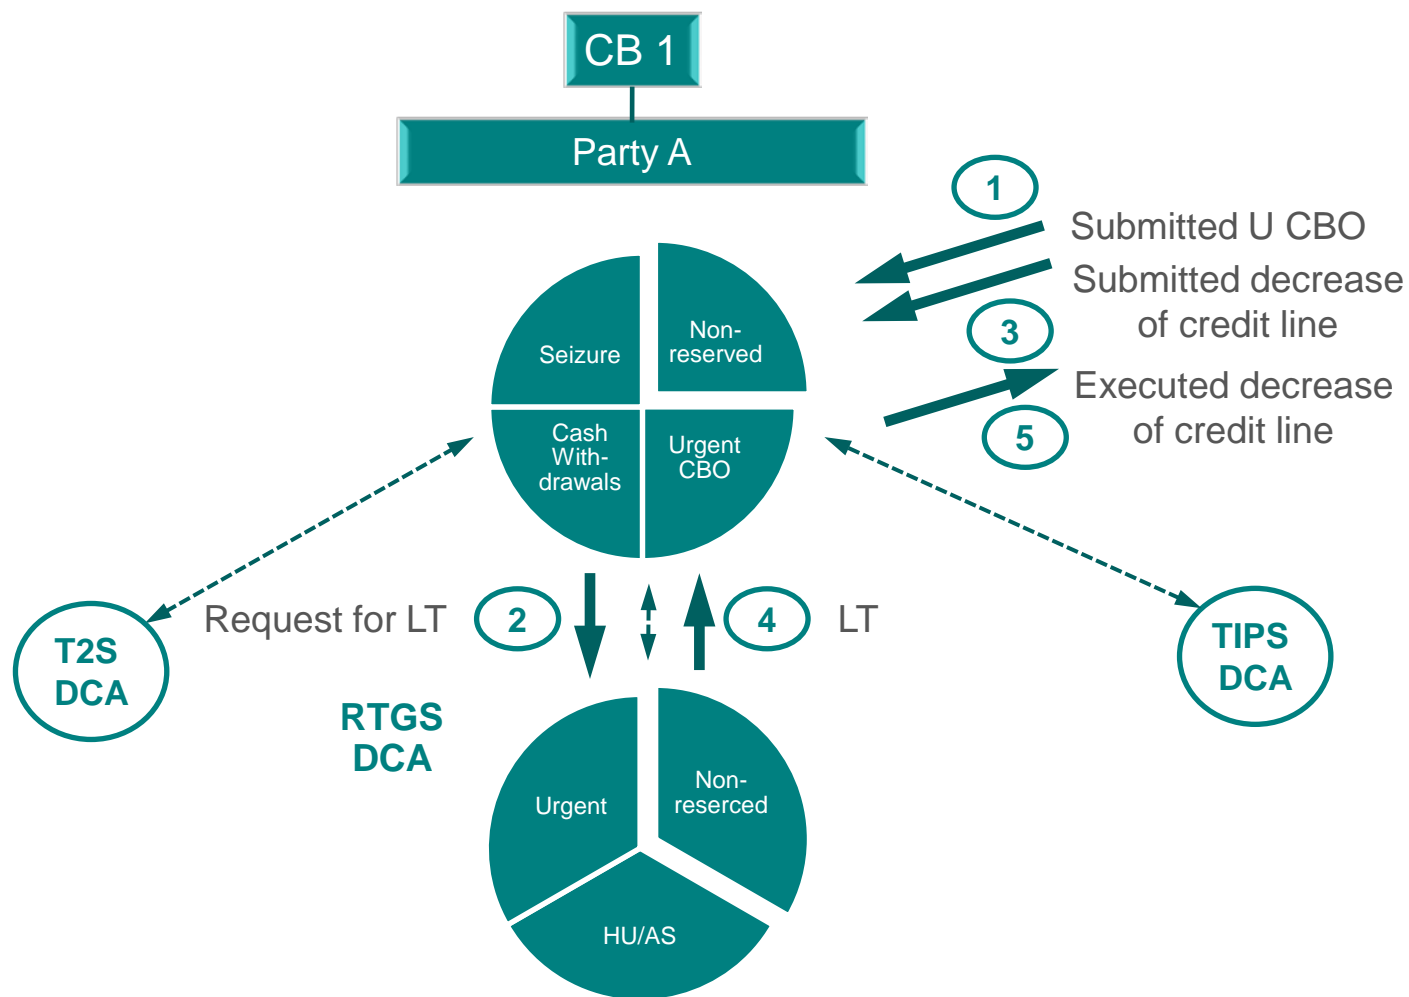 CB 1
Party A
1
Submitted U CBO
Submitted decrease
of credit line
3
Executed decrease
of credit line
5
Seizure
Non-
reserved
Cash
With-
drawals
Urgent
CBO
Request for LT
2
4
LT
T2S
DCA
TIPS
DCA
RTGS
DCA
Urgent
Non-
reserced
HU/AS